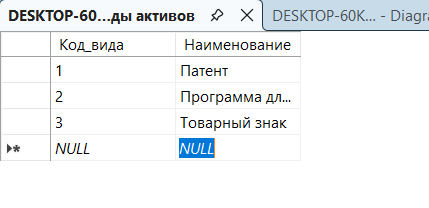 DESKTOP-60...ды активов DESKTOP-60K... - Diagra
Код_вида Наименование
1 Патент
2 Программа дл...
3 Товарный знак
NULL NULL